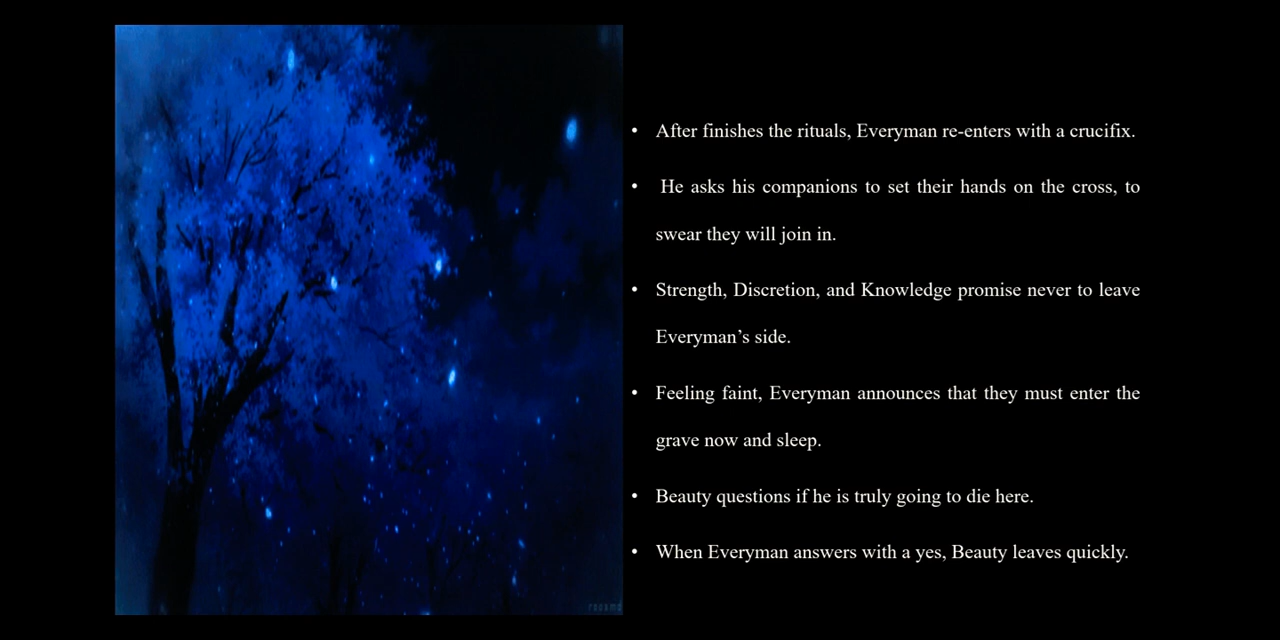 • After finishes the rituals, Everyman re-enters with a crucifix.
• He asks his companions to set their hands on the cross, to
swear they will join in.
• Strength, Discretion, and Knowledge promise never to leave
Everyman’s side.
• Feeling faint, Everyman announces that they must enter the
grave now and sleep.
• Beauty questions if he is truly going to die here.
• When Everyman answers with a yes, Beauty leaves quickly.